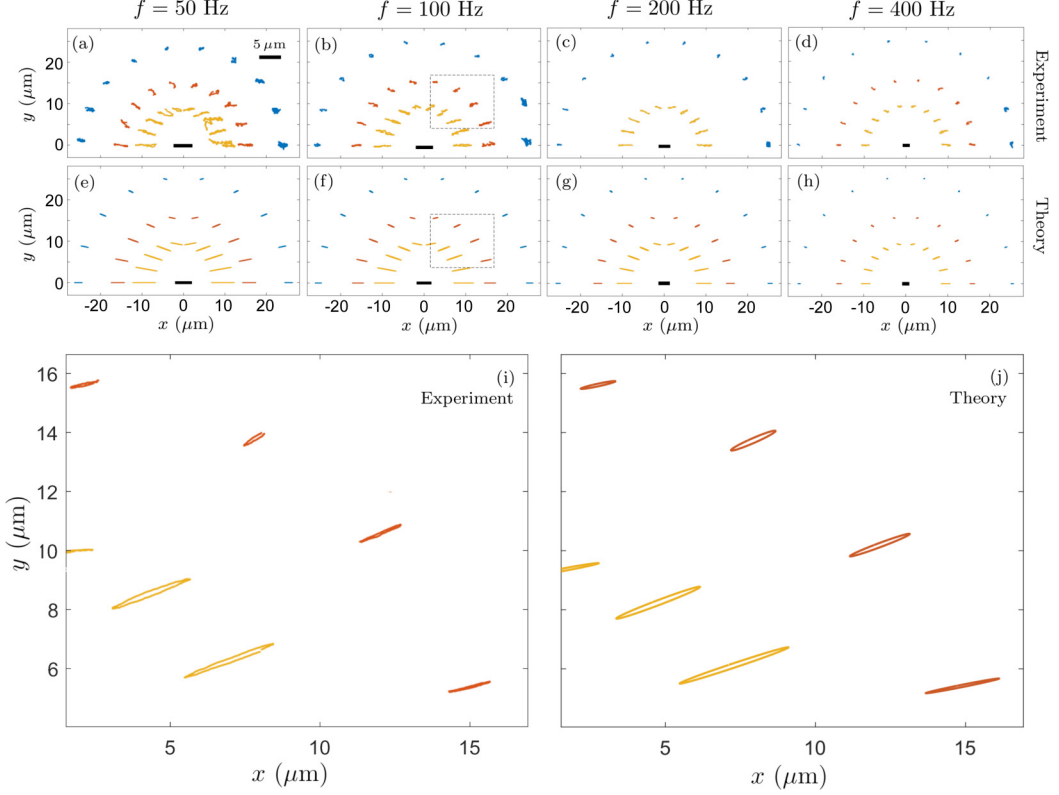 f = 50 Hz f = 100 Hz f = 200 Hz f = 400 Hz
(a) 5 μm (b) (c) (d)
20
10
0
y (μm)
Experiment
(e) (f) (g) (h)
20
10
0
y (μm)
Theory
-20 -10 0 10 20 -20 -10 0 10 20 -20 -10 0 10 20 -20 -10 0 10 20
x (μm) x (μm) x (μm) x (μm)
(i) (j)
Experiment Theory
16
14
12
10
8
6
y (μm)
5 10 15 5 10 15
x (μm) x (μm)